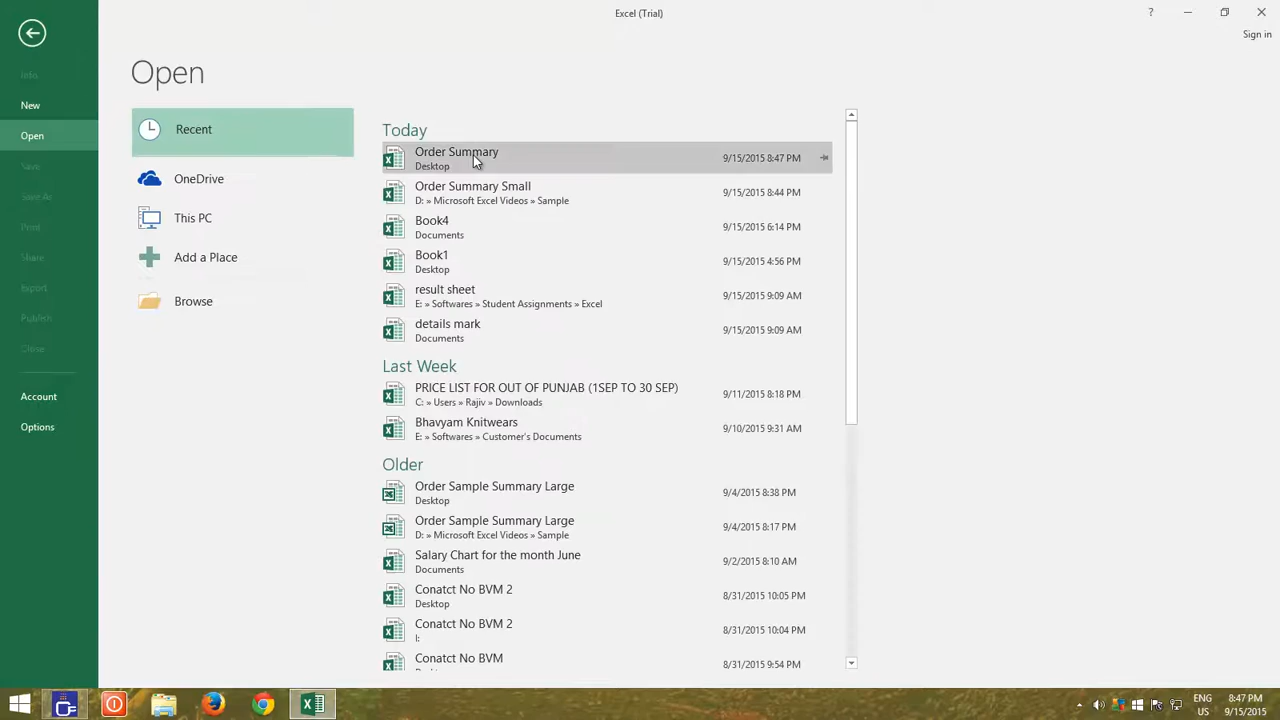 Excel (Trial)
?
Sign in
Info
New
Open
Save
Save As
Print
Share
Export
Publish
Close
Account
Options
Open
Recent
OneDrive
This PC
Add a Place
Browse
Today
Order Summary 9/15/2015 8:47 PM
Desktop
Order Summary Small 9/15/2015 8:44 PM
D: » Microsoft Excel Videos » Sample
Book4 9/15/2015 6:14 PM
Documents
Book1 9/15/2015 4:56 PM
Desktop
result sheet 9/15/2015 9:09 AM
E: » Softwares » Student Assignments » Excel
details mark 9/15/2015 9:09 AM
Documents
Last Week
PRICE LIST FOR OUT OF PUNJAB (1SEP TO 30 SEP) 9/11/2015 8:18 PM
C: » Users » Rajiv » Downloads
Bhavyam Knitwears 9/10/2015 9:31 AM
E: » Softwares » Customer's Documents
Older
Order Sample Summary Large 9/4/2015 8:38 PM
Desktop
Order Sample Summary Large 9/4/2015 8:17 PM
D: » Microsoft Excel Videos » Sample
Salary Chart for the month June 9/2/2015 8:10 AM
Documents
Conatct No BVM 2 8/31/2015 10:05 PM
Desktop
Conatct No BVM 2 8/31/2015 10:04 PM
I:
Conatct No BVM 8/31/2015 9:54 PM
ENG 8:47 PM
US 9/15/2015